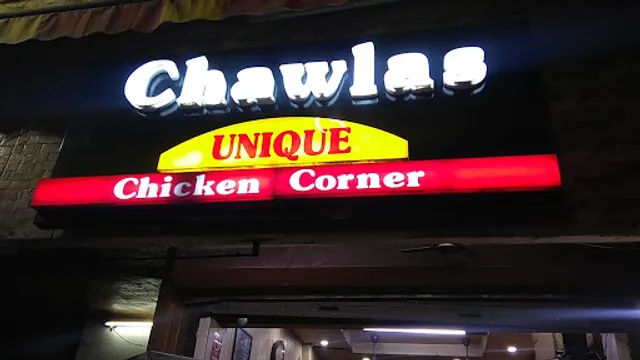 Chawlas
UNIQUE
Chicken Corner